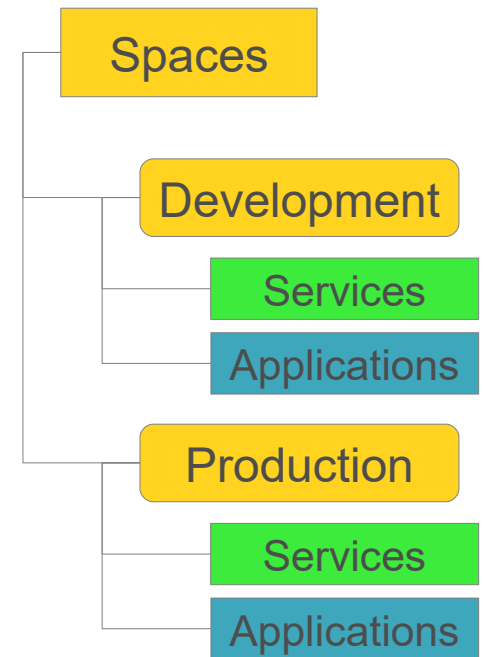 Spaces
Development
Services
Applications
Production
Services
Applications